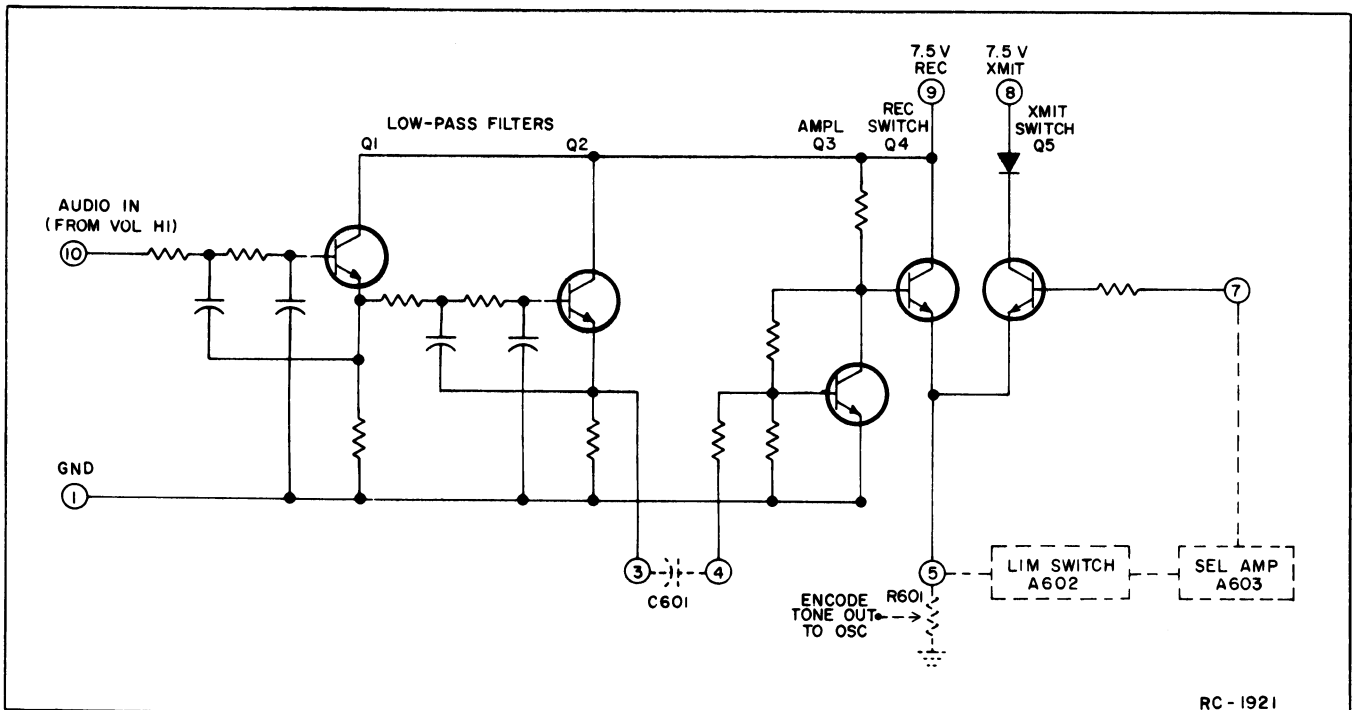 7.5 V
REC
9
7.5 V
XMIT
8
LOW-PASS FILTERS
Q1
Q2
AMPL
Q3
REC
SWITCH
Q4
XMIT
SWITCH
Q5
AUDIO IN
(FROM VOL HI)
10
7
GND
1
3
4
C601
5
LIM SWITCH
A602
SEL AMP
A603
R601
ENCODE
TONE OUT
TO OSC
RC-1921